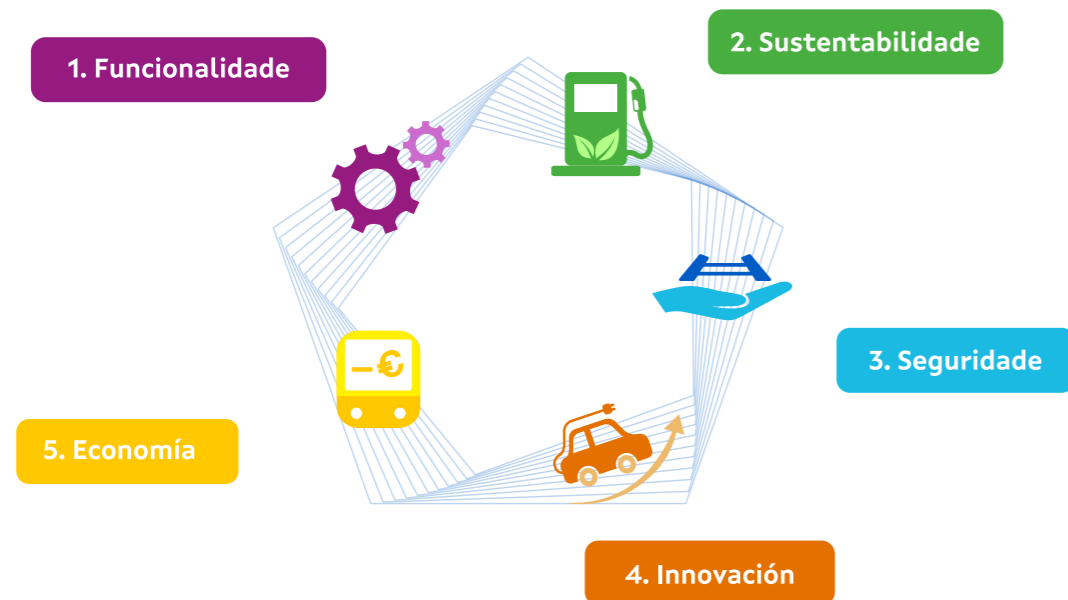 1. Funcionalidade
2. Sustentabilidade
3. Seguridade
4. Innovación
5. Economía
–€